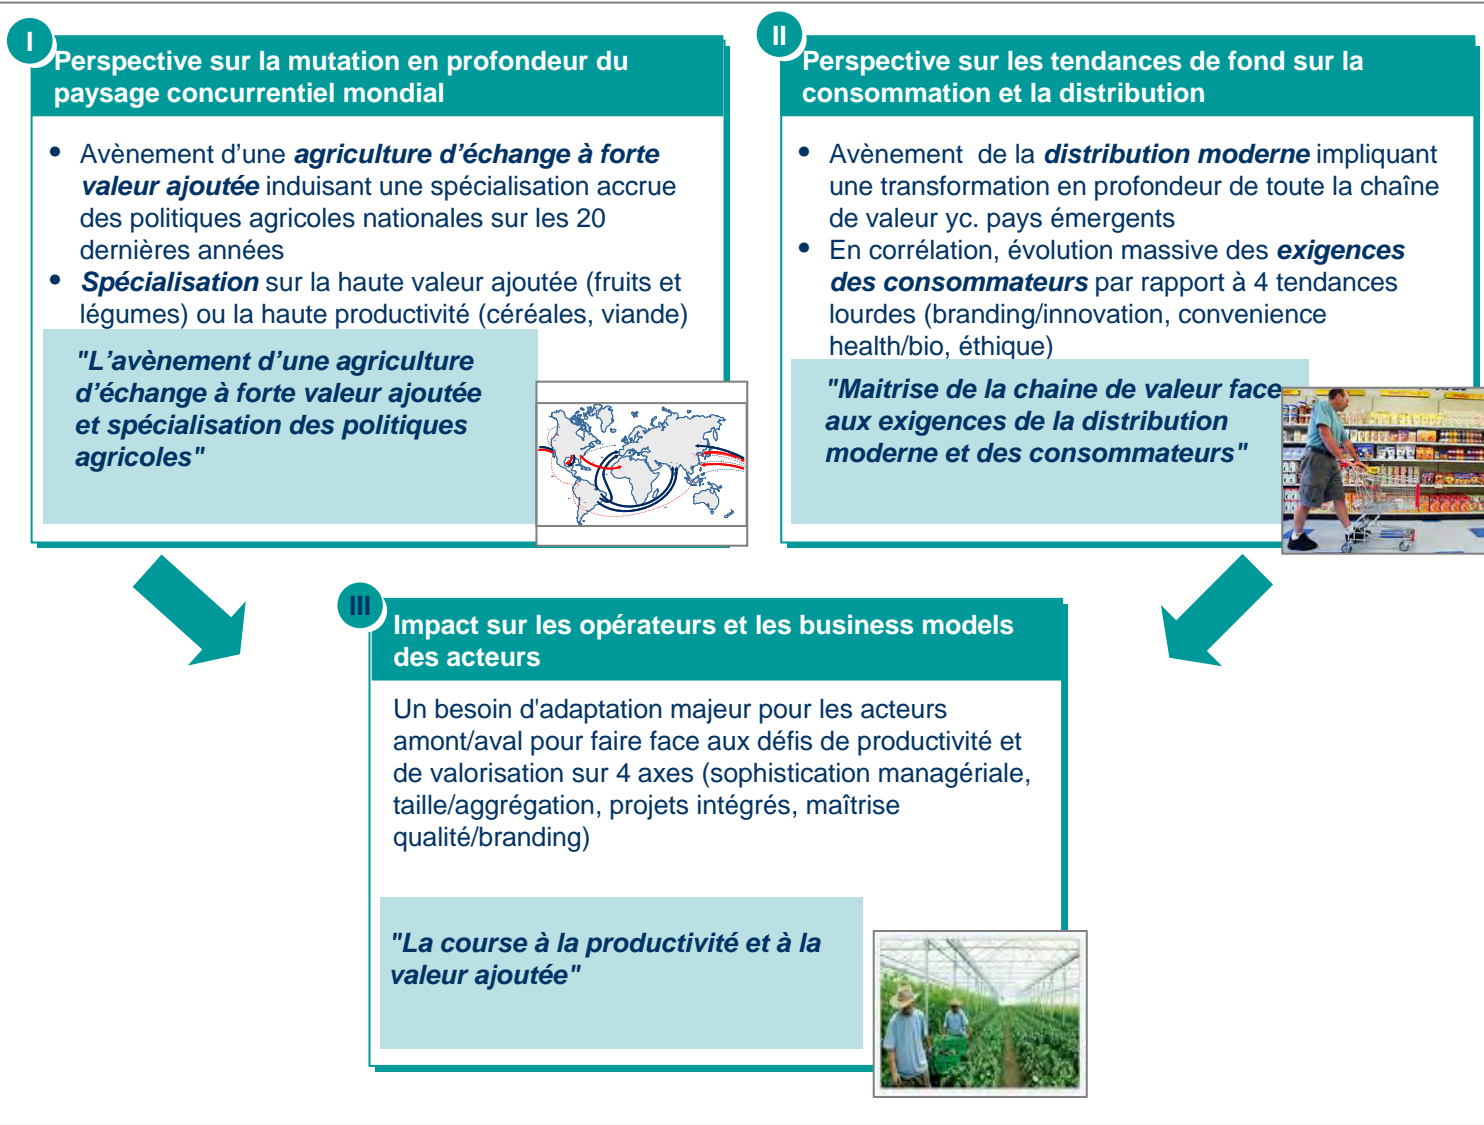 I
Perspective sur la mutation en profondeur du
paysage concurrentiel mondial
• Avènement d’une agriculture d’échange à forte
valeur ajoutée induisant une spécialisation accrue
des politiques agricoles nationales sur les 20
dernières années
• Spécialisation sur la haute valeur ajoutée (fruits et
légumes) ou la haute productivité (céréales, viande)
"L’avènement d’une agriculture
d’échange à forte valeur ajoutée
et spécialisation des politiques
agricoles"
II
Perspective sur les tendances de fond sur la
consommation et la distribution
• Avènement de la distribution moderne impliquant
une transformation en profondeur de toute la chaîne
de valeur yc. pays émergents
• En corrélation, évolution massive des exigences
des consommateurs par rapport à 4 tendances
lourdes (branding/innovation, convenience
health/bio, éthique)
"Maitrise de la chaine de valeur face
aux exigences de la distribution
moderne et des consommateurs"
III
Impact sur les opérateurs et les business models
des acteurs
Un besoin d'adaptation majeur pour les acteurs
amont/aval pour faire face aux défis de productivité et
de valorisation sur 4 axes (sophistication managériale,
taille/aggrégation, projets intégrés, maîtrise
qualité/branding)
"La course à la productivité et à la
valeur ajoutée"